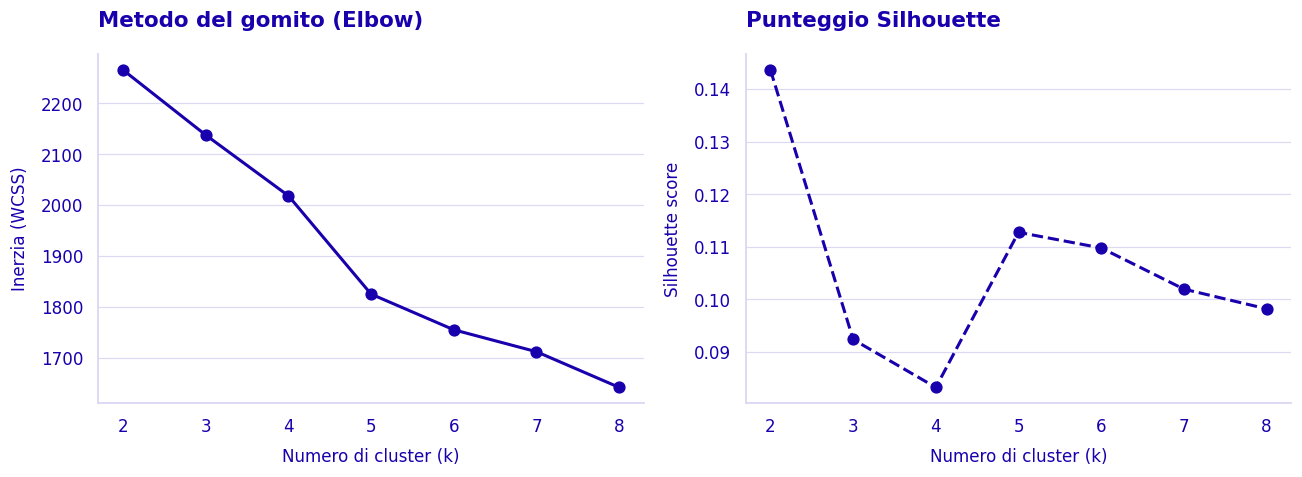 Metodo del gomito (Elbow)
Inerzia (WCSS)
2200
2100
2000
1900
1800
1700
2 3 4 5 6 7 8
Numero di cluster (k)
Punteggio Silhouette
Silhouette score
0.14
0.13
0.12
0.11
0.10
0.09
2 3 4 5 6 7 8
Numero di cluster (k)